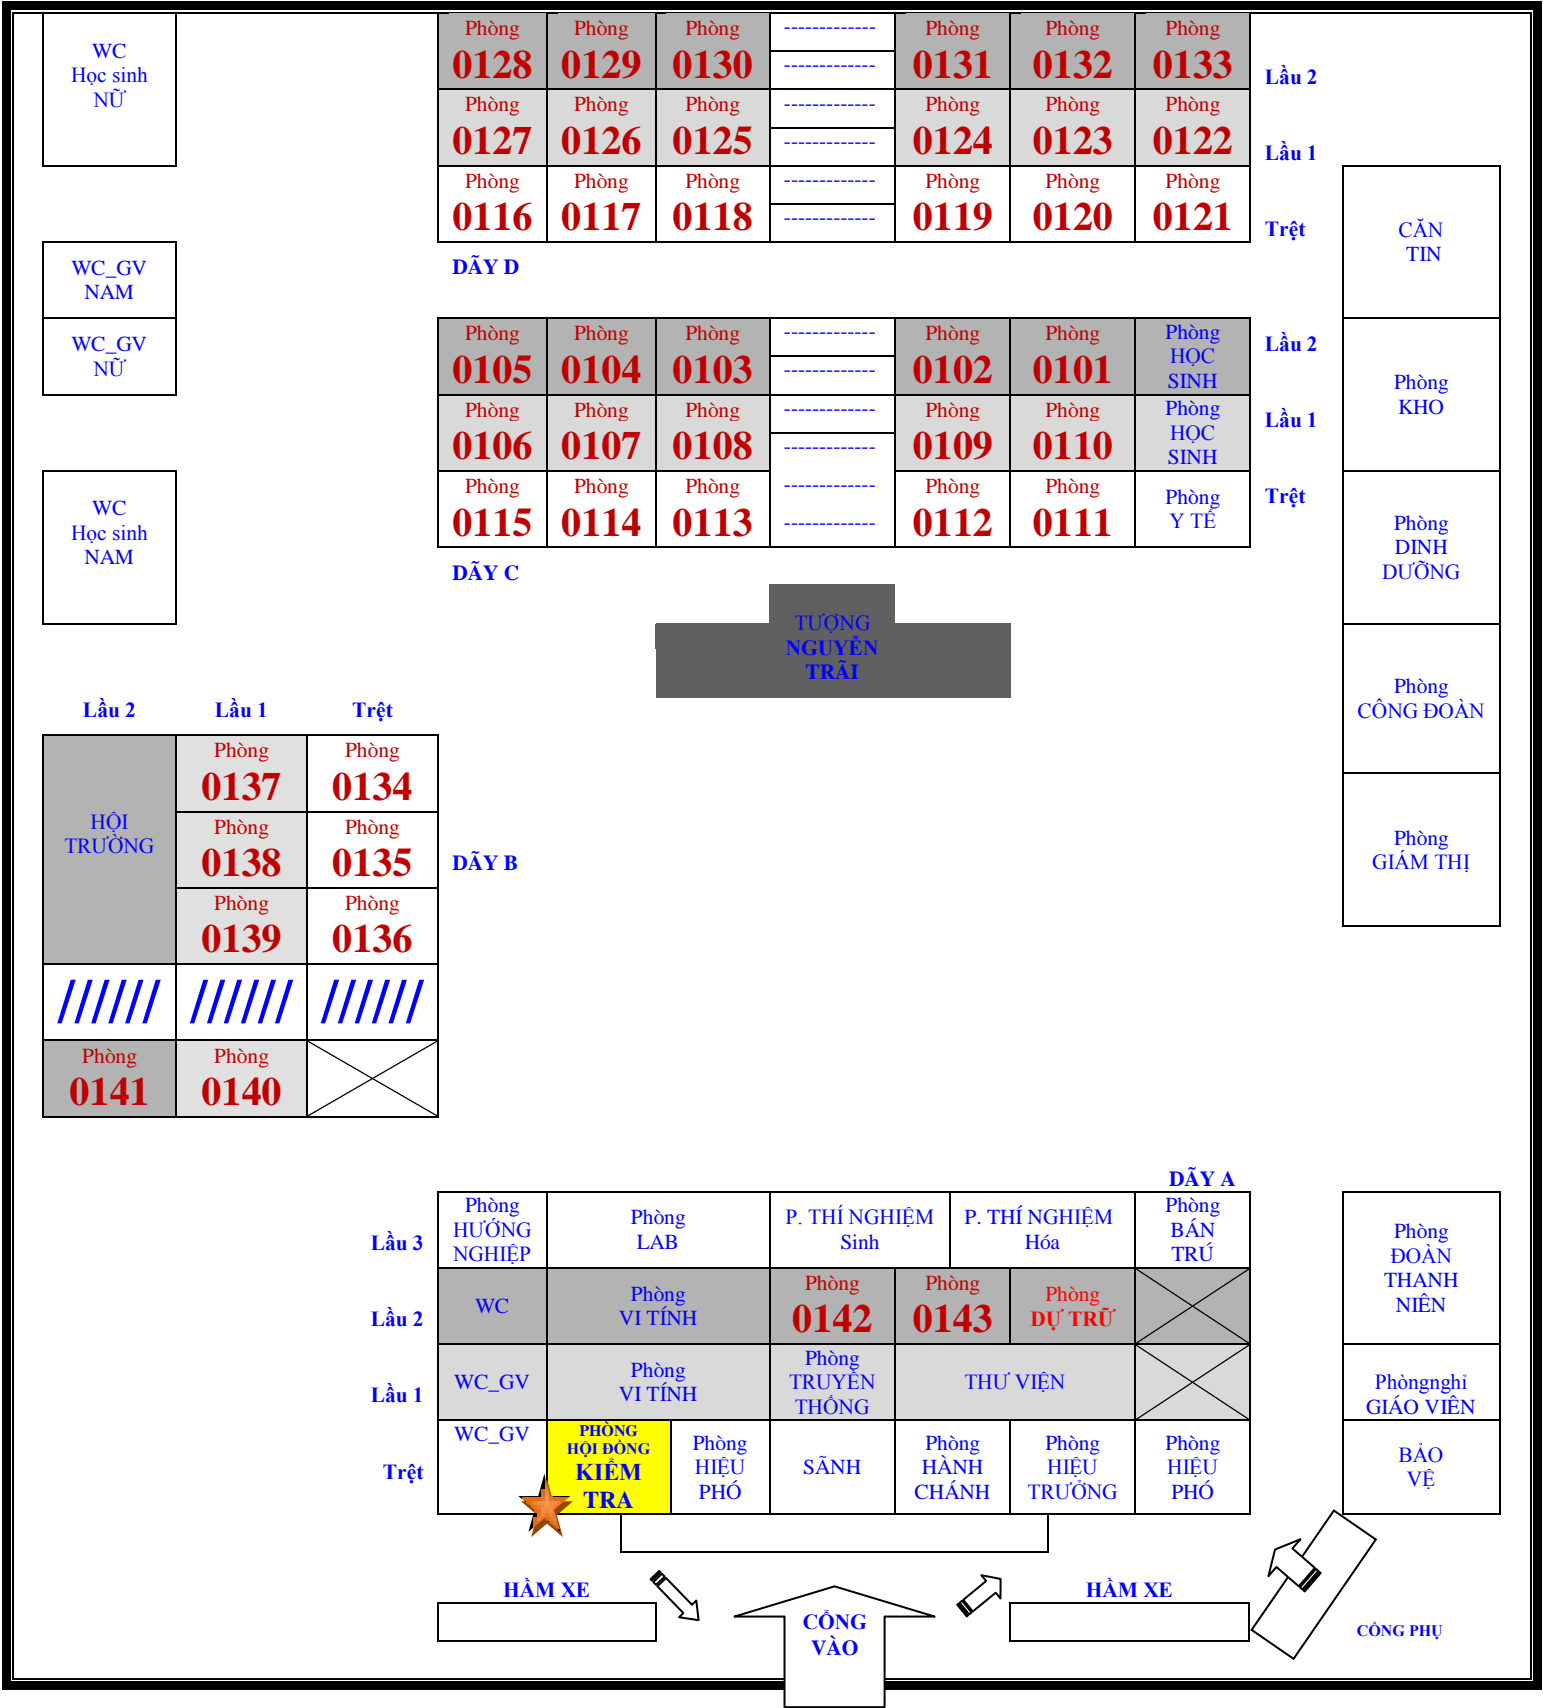 WC
Học sinh
NỮ
Phòng
0128
Phòng
0129
Phòng
0130
-------------
-------------
Phòng
0131
Phòng
0132
Phòng
0133
Lầu 2
Phòng
0127
Phòng
0126
Phòng
0125
-------------
-------------
Phòng
0124
Phòng
0123
Phòng
0122
Lầu 1
Phòng
0116
Phòng
0117
Phòng
0118
-------------
-------------
Phòng
0119
Phòng
0120
Phòng
0121
Trệt
CĂN
TIN
WC_GV
NAM
DÃY D
WC_GV
NỮ
Phòng
0105
Phòng
0104
Phòng
0103
-------------
-------------
Phòng
0102
Phòng
0101
Phòng
HỌC
SINH
Lầu 2
Phòng
KHO
Phòng
0106
Phòng
0107
Phòng
0108
-------------
-------------
Phòng
0109
Phòng
0110
Phòng
HỌC
SINH
Lầu 1
WC
Học sinh
NAM
Phòng
0115
Phòng
0114
Phòng
0113
-------------
-------------
Phòng
0112
Phòng
0111
Phòng
Y TẾ
Trệt
Phòng
DINH
DƯỠNG
DÃY C
TƯỢNG
NGUYỄN
TRÃI
Phòng
CÔNG ĐOÀN
Lầu 2
Lầu 1
Trệt
HỘI
TRƯỜNG
Phòng
0137
Phòng
0134
Phòng
0138
Phòng
0135
DÃY B
Phòng
GIÁM THỊ
Phòng
0139
Phòng
0136
//////
//////
//////
Phòng
0141
Phòng
0140
DÃY A
Lầu 3
Phòng
HƯỚNG
NGHIỆP
Phòng
LAB
P. THÍ NGHIỆM
Sinh
P. THÍ NGHIỆM
Hóa
Phòng
BÁN
TRÚ
Phòng
ĐOÀN
THANH
NIÊN
Lầu 2
WC
Phòng
VI TÍNH
Phòng
0142
Phòng
0143
Phòng
DỰ TRỮ
Lầu 1
WC_GV
Phòng
VI TÍNH
Phòng
TRUYỀN
THỐNG
THƯ VIỆN
Phòngnghỉ
GIÁO VIÊN
Trệt
WC_GV
PHÒNG
HỘI ĐỒNG
KIỂM
TRA
Phòng
HIỆU
PHÓ
SÃNH
Phòng
HÀNH
CHÁNH
Phòng
HIỆU
TRƯỞNG
Phòng
HIỆU
PHÓ
BẢO
VỆ
HẦM XE
CỔNG
VÀO
HẦM XE
CỔNG PHỤ